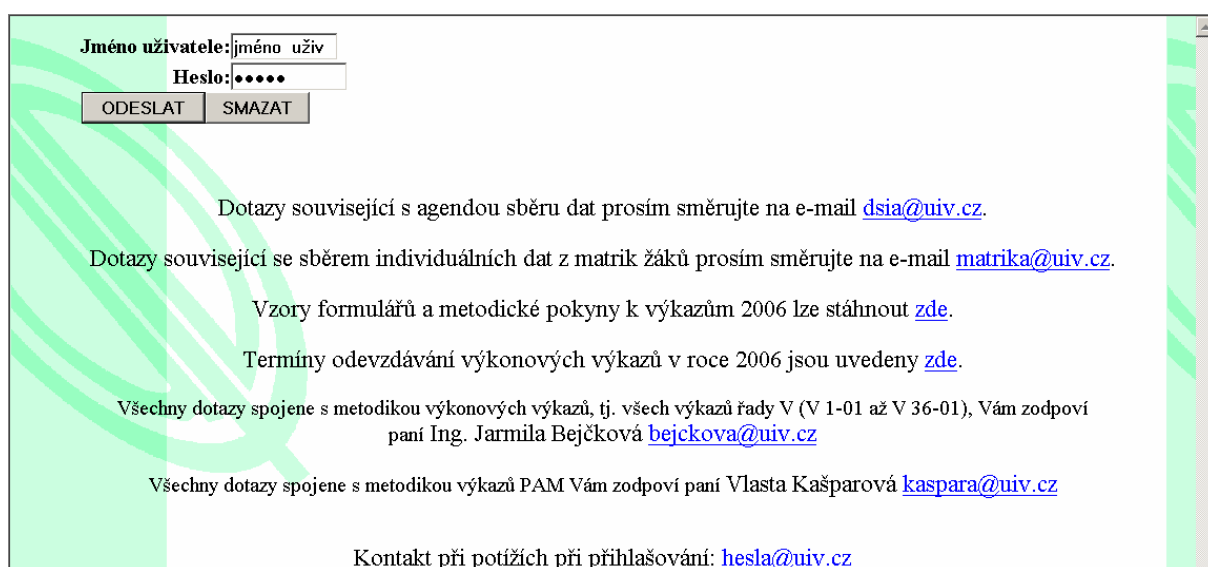 Jméno uživatele: jméno uživ
Heslo: •••••
ODESLAT SMAZAT
Dotazy související s agendou sběru dat prosím směrujte na e-mail dsia@uiv.cz.
Dotazy související se sběrem individuálních dat z matrik žáků prosím směrujte na e-mail matrika@uiv.cz.
Vzory formulářů a metodické pokyny k výkazům 2006 lze stáhnout zde.
Termíny odevzdávání výkonových výkazů v roce 2006 jsou uvedeny zde.
Všechny dotazy spojene s metodikou výkonových výkazů, tj. všech výkazů řady V (V 1-01 až V 36-01), Vám zodpoví
paní Ing. Jarmila Bejčková bejckova@uiv.cz
Všechny dotazy spojene s metodikou výkazů PAM Vám zodpoví paní Vlasta Kašparová kaspara@uiv.cz
Kontakt při potížích při přihlašování: hesla@uiv.cz